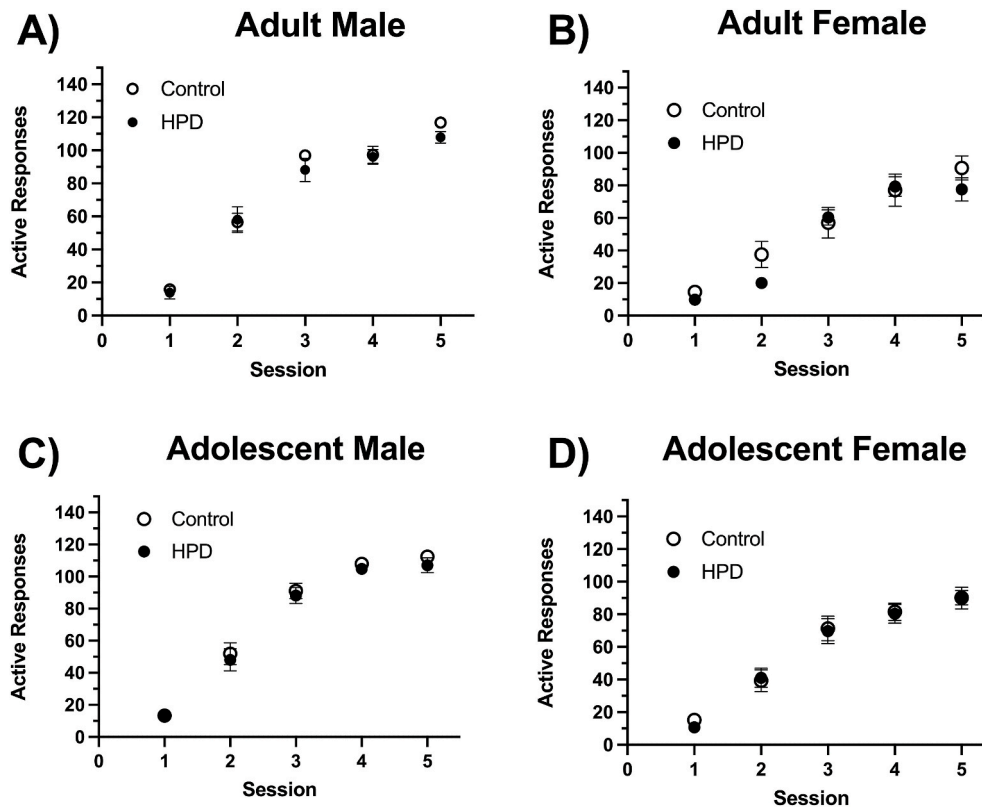 A) Adult Male
Control
HPD
Active Responses
140
120
100
80
60
40
20
0
0 1 2 3 4 5
Session
B) Adult Female
Control
HPD
Active Responses
140
120
100
80
60
40
20
0
0 1 2 3 4 5
Session
C) Adolescent Male
Control
HPD
Active Responses
140
120
100
80
60
40
20
0
0 1 2 3 4 5
Session
D) Adolescent Female
Control
HPD
Active Responses
140
120
100
80
60
40
20
0
0 1 2 3 4 5
Session